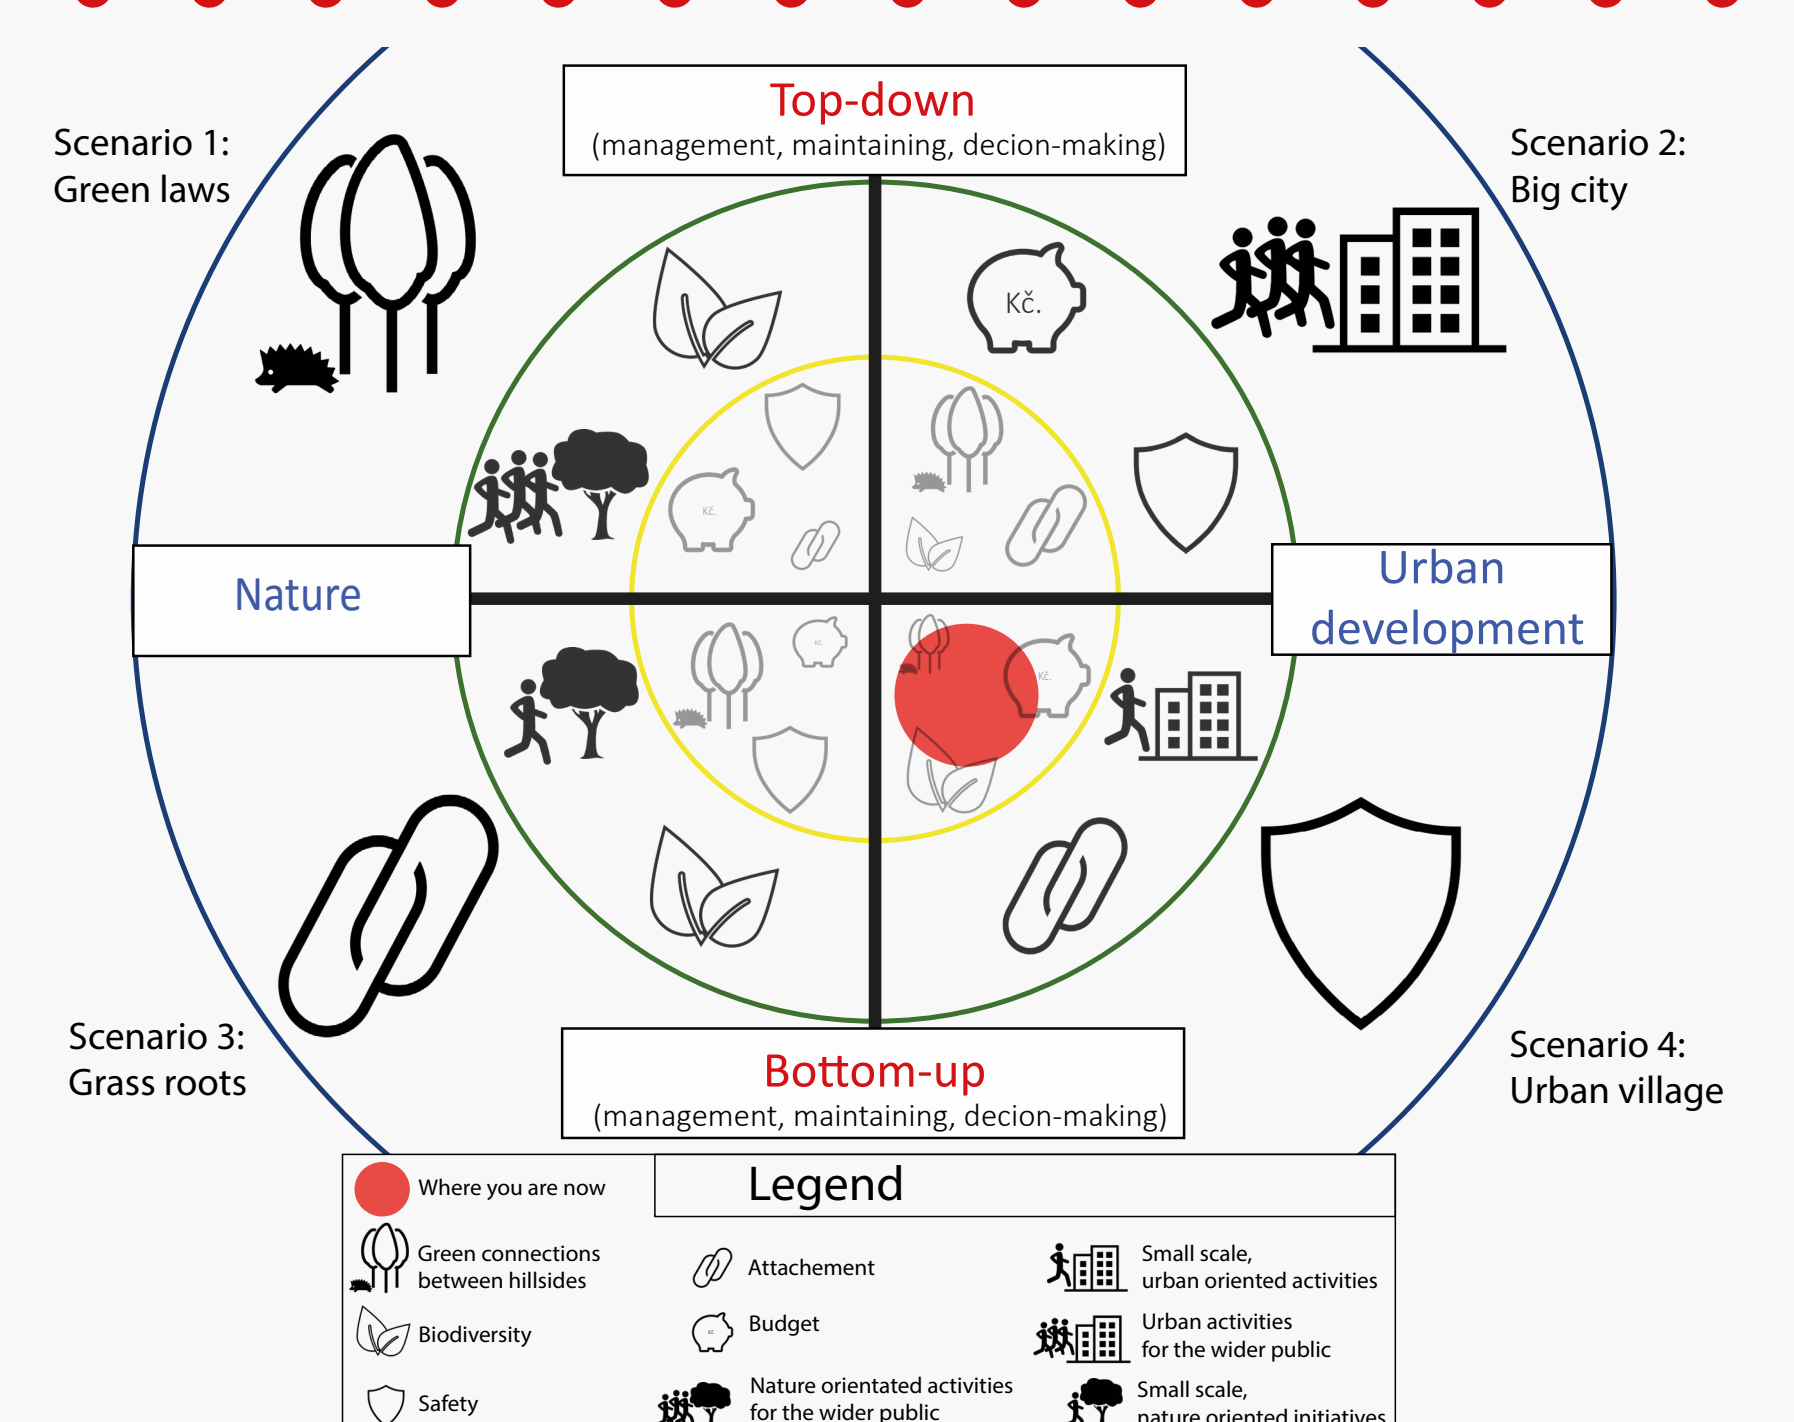 Top-down
(management, maintaining, decion-making)
Scenario 1:
Green laws
Scenario 2:
Big city
Kč.
Kč.
Nature
Urban
development
Kč.
Kč.
Scenario 3:
Grass roots
Scenario 4:
Urban village
Bottom-up
(management, maintaining, decion-making)
Legend
Where you are now
Green connections
between hillsides
Biodiversity
Safety
Attachement
Budget
Kč.
Nature orientated activities
for the wider public
Small scale,
urban oriented activities
Urban activities
for the wider public
Small scale,
nature oriented initiatives